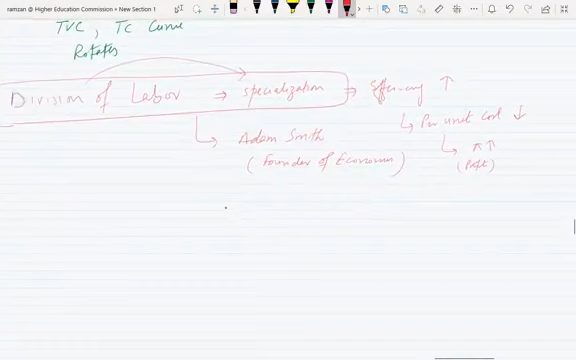 ramzan @ Higher Education Commission » New Section 1
TVC, TC Curve
Rotates
Division of Labor ⇒ specialization ⇒ Efficiency ↑
↳ Per unit Cost ↓
↳ π ↑
(Profit)
↳ Adam Smith
(Founder of Economics)